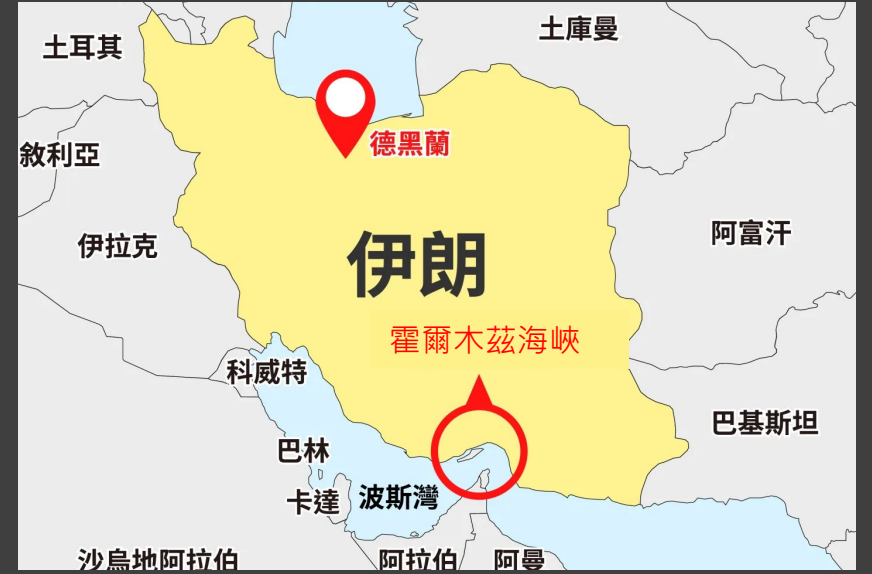 土庫曼
土耳其
德黑蘭
敘利亞
阿富汗
伊拉克
伊朗
霍爾木茲海峽
科威特
巴基斯坦
巴林
卡達
波斯灣
沙烏地阿拉伯
阿拉伯
阿曼